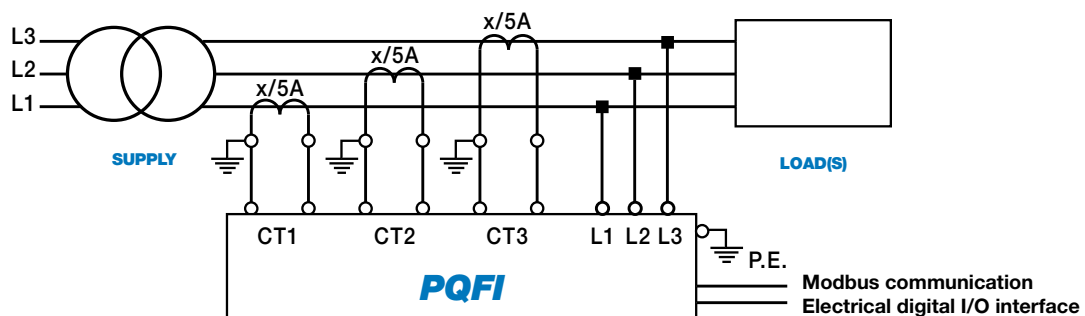 x/5A
L3
x/5A
L2
x/5A
L1
SUPPLY
LOAD(S)
CT1 CT2 CT3 L1 L2 L3
P.E.
PQFI
Modbus communication
Electrical digital I/O interface